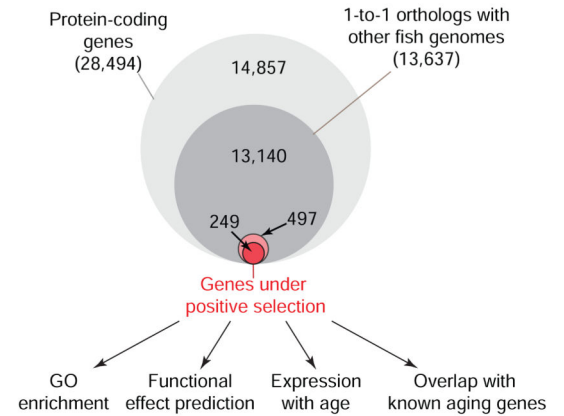 Protein-coding
genes
(28,494)
1-to-1 orthologs with
other fish genomes
(13,637)
14,857
13,140
249
497
Genes under
positive selection
GO
enrichment
Functional
effect prediction
Expression
with age
Overlap with
known aging genes